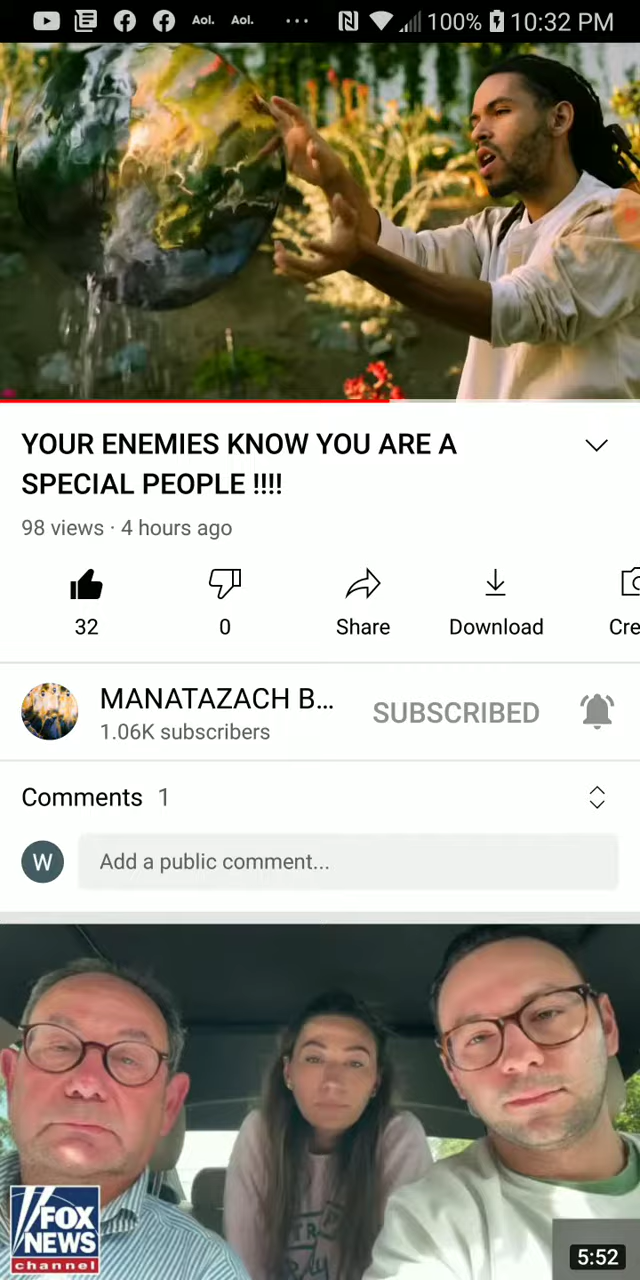 Aol. Aol. ... 100% 10:32 PM
YOUR ENEMIES KNOW YOU ARE A
SPECIAL PEOPLE !!!!
98 views · 4 hours ago
32 0 Share Download Cre
MANATAZACH B... SUBSCRIBED
1.06K subscribers
Comments 1
W Add a public comment...
FOX
NEWS
channel
5:52